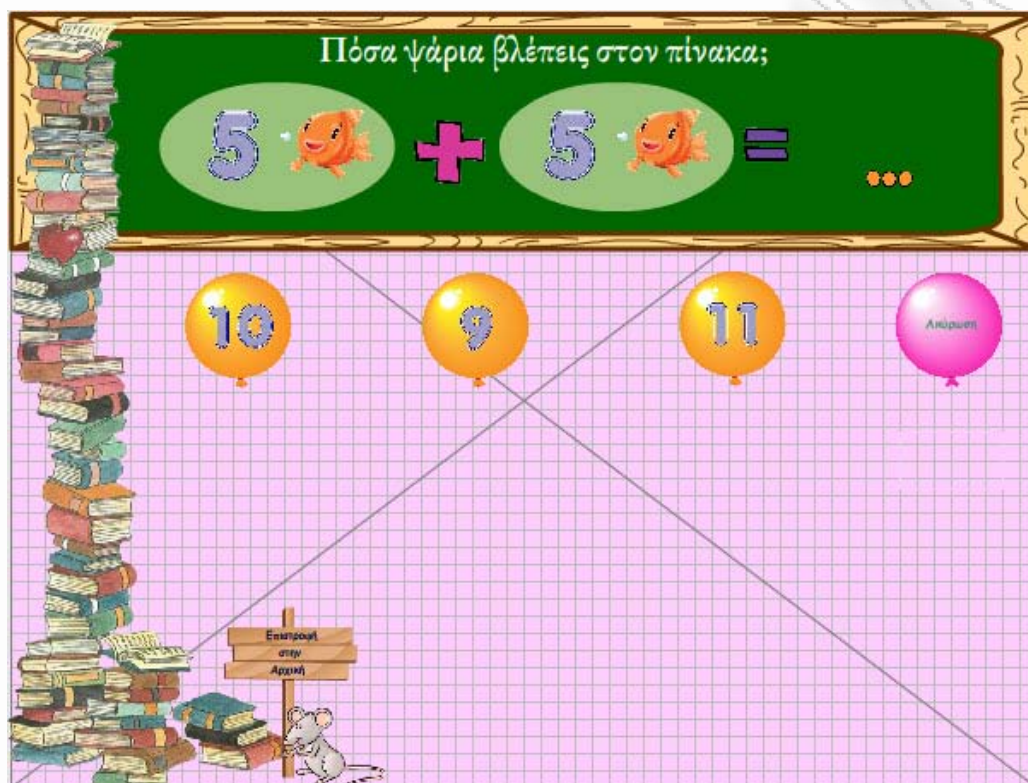 Πόσα ψάρια βλέπεις στον πίνακα;
5 + 5 = ...
10 9 11 Ακύρωση
Επιστροφή
στην
Αρχική